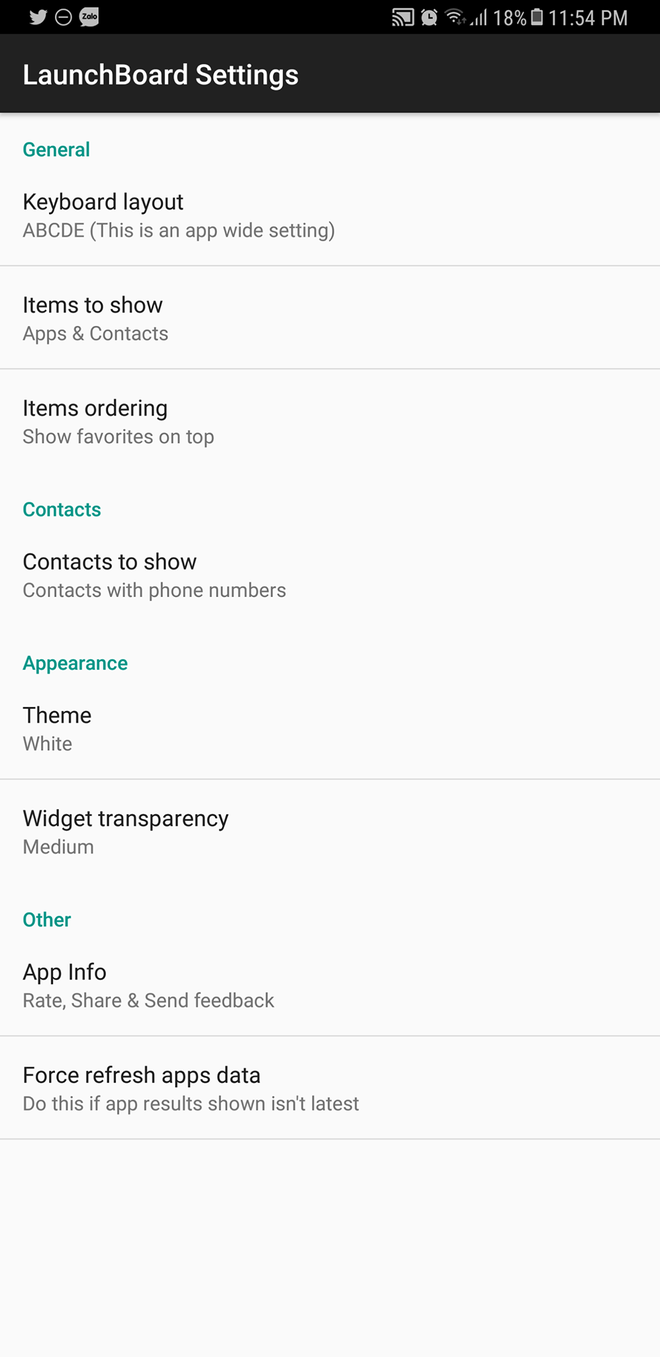 Zalo 18% 11:54 PM
LaunchBoard Settings
General
Keyboard layout
ABCDE (This is an app wide setting)
Items to show
Apps & Contacts
Items ordering
Show favorites on top
Contacts
Contacts to show
Contacts with phone numbers
Appearance
Theme
White
Widget transparency
Medium
Other
App Info
Rate, Share & Send feedback
Force refresh apps data
Do this if app results shown isn't latest